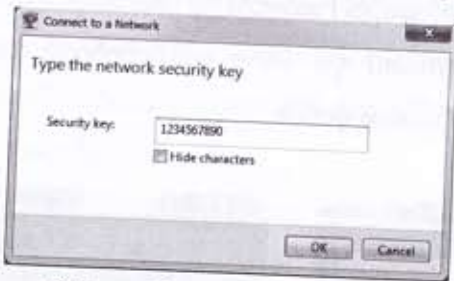 Connect to a Network
Type the network security key
Security key:
1234567890
Hide characters
OK
Cancel